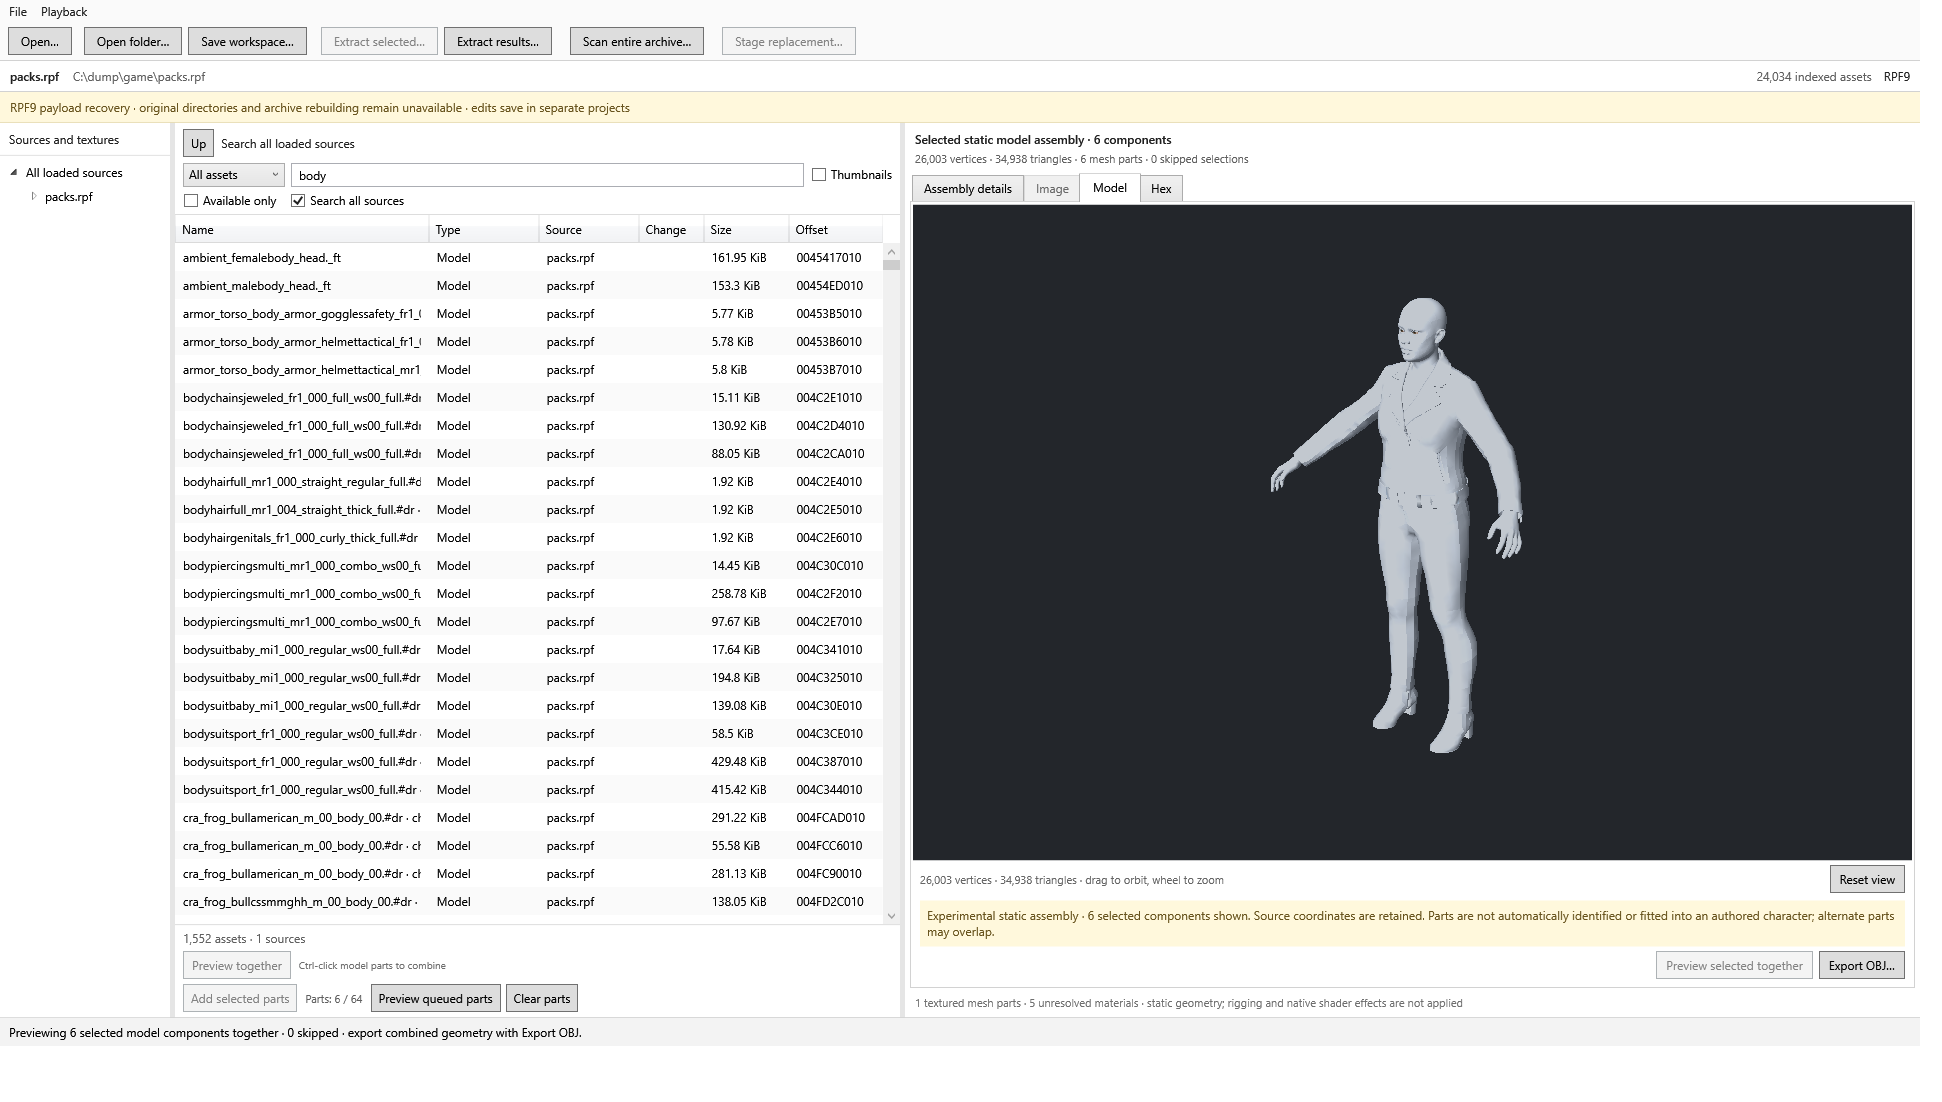 File Playback
Open... Open folder... Save workspace... Extract selected... Extract results... Scan entire archive... Stage replacement...
packs.rpf C:\dump\game\packs.rpf 24,034 indexed assets RPF9
RPF9 payload recovery · original directories and archive rebuilding remain unavailable · edits save in separate projects
Sources and textures
All loaded sources
packs.rpf
Up Search all loaded sources
All assets body Thumbnails
Available only Search all sources
Name Type Source Change Size Offset
ambient_femalebody_head._ft Model packs.rpf 161.95 KiB 0045417010
ambient_malebody_head._ft Model packs.rpf 153.3 KiB 00454ED010
armor_torso_body_armor_gogglessafety_fr1_( Model packs.rpf 5.77 KiB 00453B5010
armor_torso_body_armor_helmettactical_fr1_( Model packs.rpf 5.78 KiB 00453B6010
armor_torso_body_armor_helmettactical_mr1 Model packs.rpf 5.8 KiB 00453B7010
bodychainsjeweled_fr1_000_full_ws00_full.#dr Model packs.rpf 15.11 KiB 004C2E1010
bodychainsjeweled_fr1_000_full_ws00_full.#dr Model packs.rpf 130.92 KiB 004C2D4010
bodychainsjeweled_fr1_000_full_ws00_full.#dr Model packs.rpf 88.05 KiB 004C2CA010
bodyhairfull_mr1_000_straight_regular_full.#d Model packs.rpf 1.92 KiB 004C2E4010
bodyhairfull_mr1_004_straight_thick_full.#dr · Model packs.rpf 1.92 KiB 004C2E5010
bodyhairgenitals_fr1_000_curly_thick_full.#dr Model packs.rpf 1.92 KiB 004C2E6010
bodypiercingsmulti_mr1_000_combo_ws00_fu Model packs.rpf 14.45 KiB 004C30C010
bodypiercingsmulti_mr1_000_combo_ws00_fu Model packs.rpf 258.78 KiB 004C2F2010
bodypiercingsmulti_mr1_000_combo_ws00_fu Model packs.rpf 97.67 KiB 004C2E7010
bodysuitbaby_mi1_000_regular_ws00_full.#dr Model packs.rpf 17.64 KiB 004C341010
bodysuitbaby_mi1_000_regular_ws00_full.#dr Model packs.rpf 194.8 KiB 004C325010
bodysuitbaby_mi1_000_regular_ws00_full.#dr Model packs.rpf 139.08 KiB 004C30E010
bodysuitsport_fr1_000_regular_ws00_full.#dr · Model packs.rpf 58.5 KiB 004C3CE010
bodysuitsport_fr1_000_regular_ws00_full.#dr · Model packs.rpf 429.48 KiB 004C387010
bodysuitsport_fr1_000_regular_ws00_full.#dr · Model packs.rpf 415.42 KiB 004C344010
cra_frog_bullamerican_m_00_body_00.#dr · ch Model packs.rpf 291.22 KiB 004FCAD010
cra_frog_bullamerican_m_00_body_00.#dr · ch Model packs.rpf 55.58 KiB 004FCC6010
cra_frog_bullamerican_m_00_body_00.#dr · ch Model packs.rpf 281.13 KiB 004FC90010
cra_frog_bullcssmmghh_m_00_body_00.#dr · Model packs.rpf 138.05 KiB 004FD2C010
1,552 assets · 1 sources
Preview together Ctrl-click model parts to combine
Add selected parts Parts: 6 / 64 Preview queued parts Clear parts
Selected static model assembly · 6 components
26,003 vertices · 34,938 triangles · 6 mesh parts · 0 skipped selections
Assembly details Image Model Hex
26,003 vertices · 34,938 triangles · drag to orbit, wheel to zoom Reset view
Experimental static assembly · 6 selected components shown. Source coordinates are retained. Parts are not automatically identified or fitted into an authored character; alternate parts
may overlap.
Preview selected together Export OBJ...
1 textured mesh parts · 5 unresolved materials · static geometry; rigging and native shader effects are not applied
Previewing 6 selected model components together · 0 skipped · export combined geometry with Export OBJ.